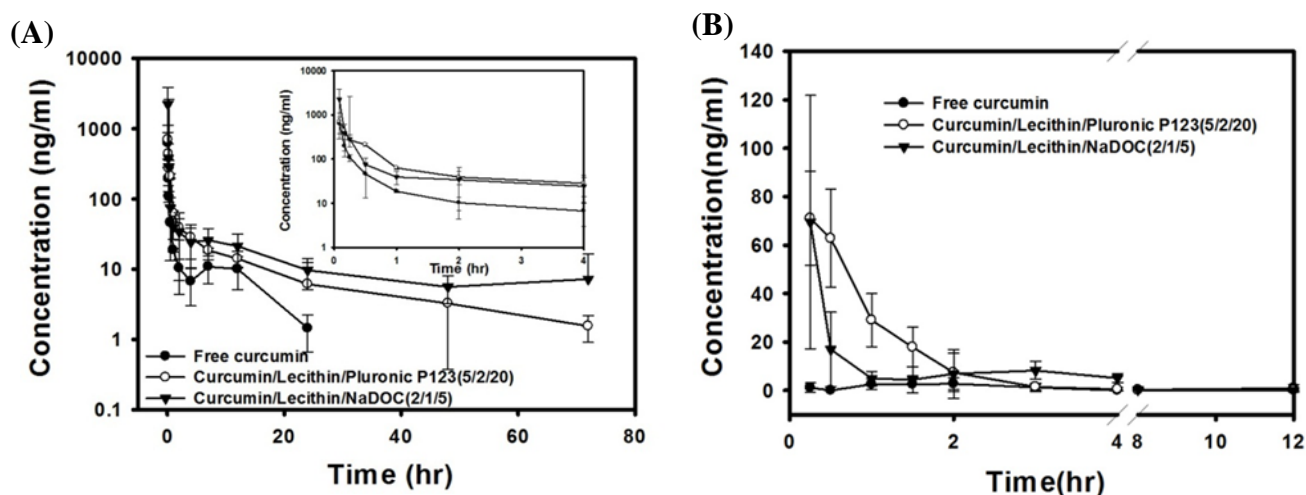 (A)
Concentration (ng/ml)
10000
1000
100
10
1
0.1
0
20
40
60
80
Time (hr)
Free curcumin
Curcumin/Lecithin/Pluronic P123(5/2/20)
Curcumin/Lecithin/NaDOC(2/1/5)
Concentration (ng/ml)
10000
1000
100
10
1
0
1
2
3
4
Time (hr)
(B)
Concentration(ng/ml)
140
120
100
80
60
40
20
0
0
2
4
8
10
12
Time(hr)
Free curcumin
Curcumin/Lecithin/Pluronic P123(5/2/20)
Curcumin/Lecithin/NaDOC(2/1/5)